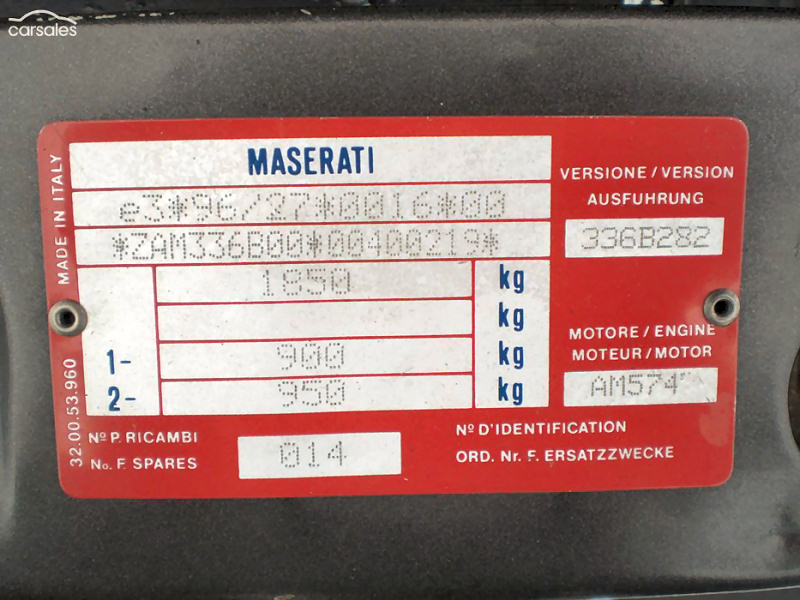 carsales
MASERATI
e3*96/27*0016*00
*ZAM336B00*00400219*
1850 kg
kg
1- 900 kg
2- 950 kg
Nº P. RICAMBI
No. F. SPARES
014
VERSIONE / VERSION
AUSFUHRUNG
336B282
MOTORE / ENGINE
MOTEUR / MOTOR
AM574
Nº D'IDENTIFICATION
ORD. Nr. F. ERSATZZWECKE
MADE IN ITALY
32.00.53.960